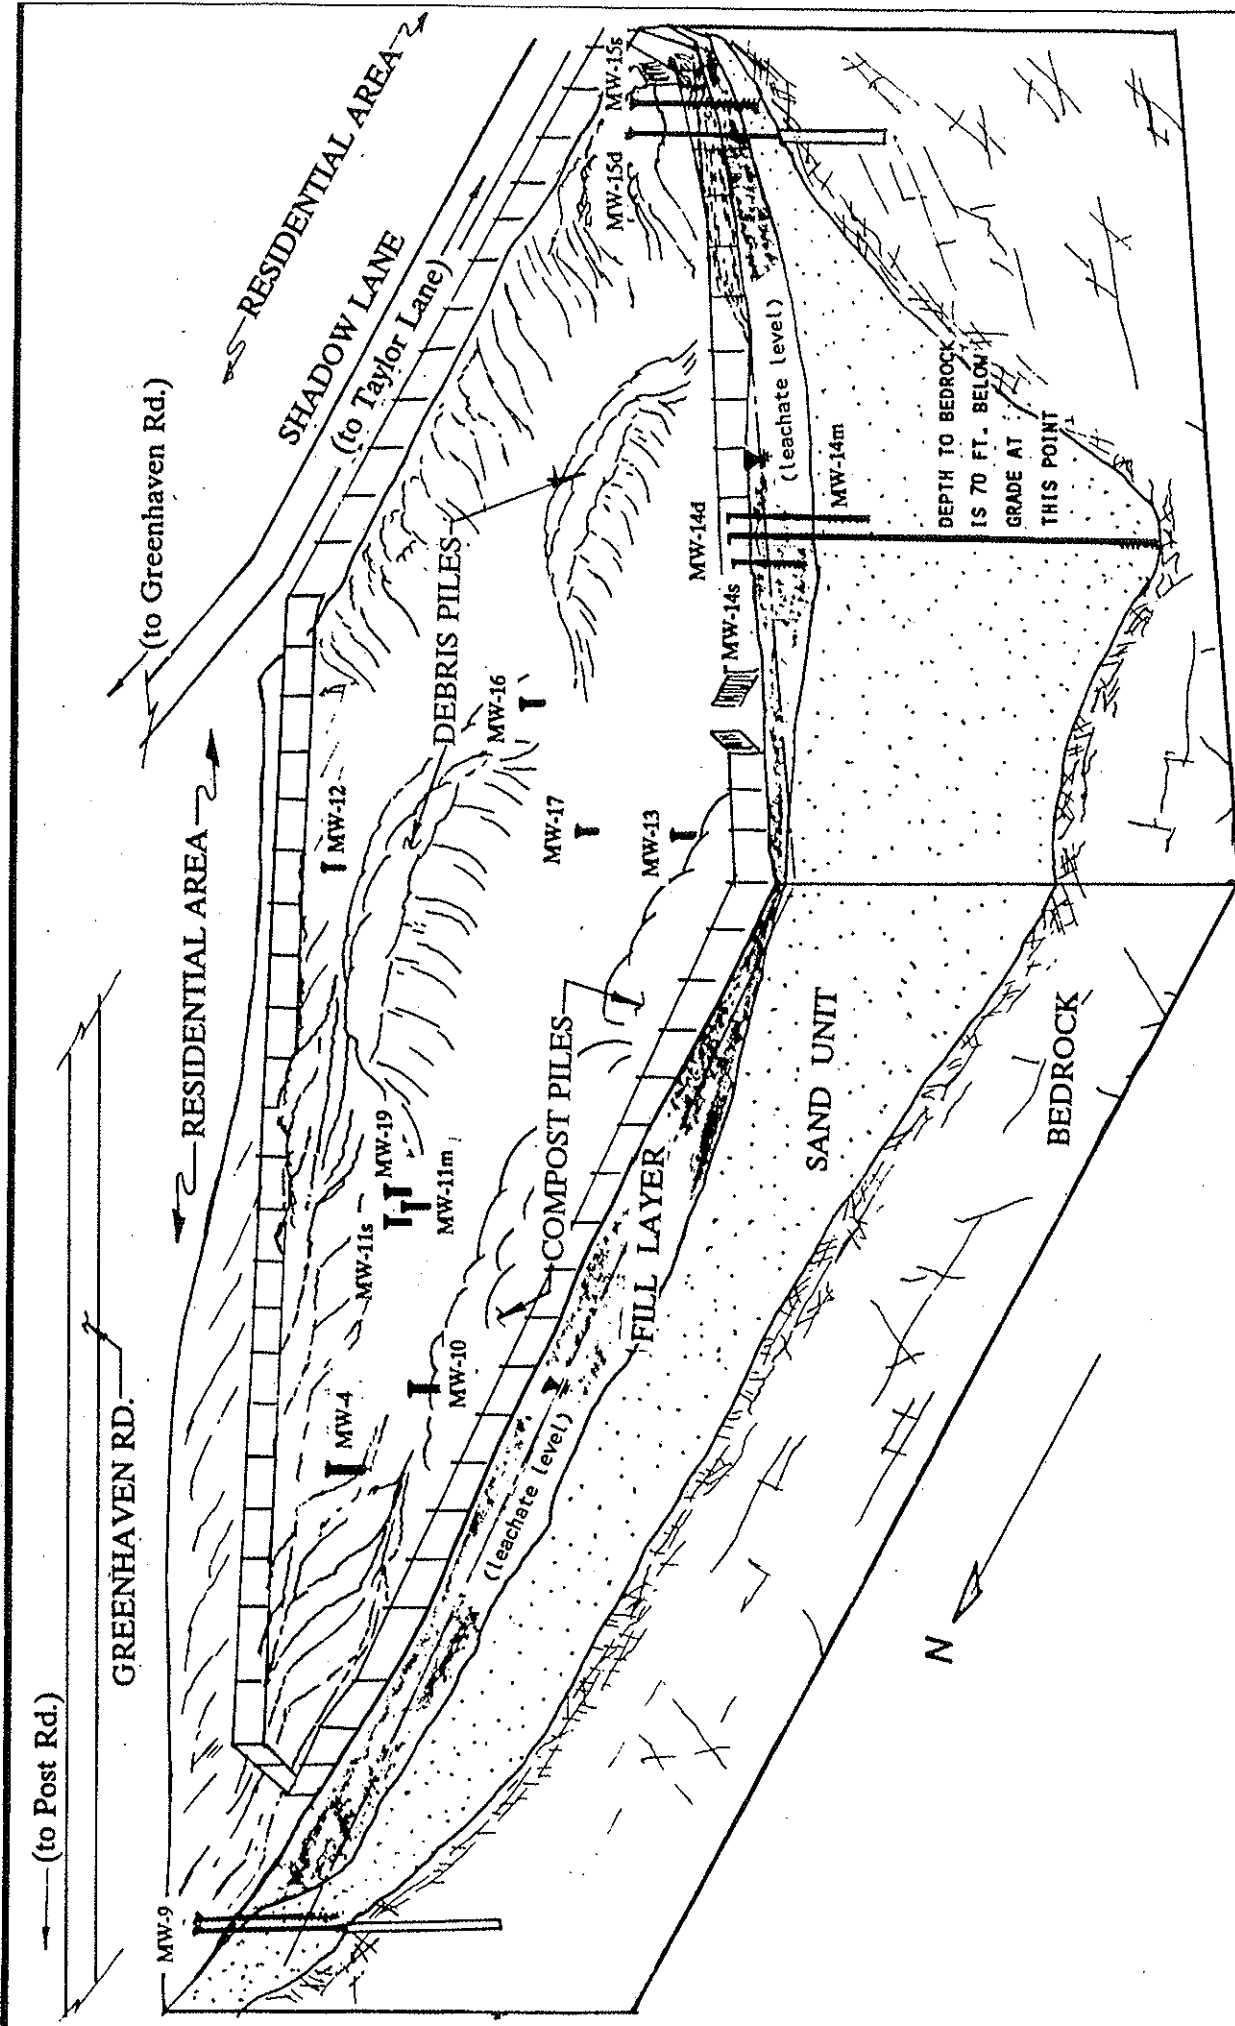 (to Post Rd.)
GREENHAVEN RD.
RESIDENTIAL AREA
(to Greenhaven Rd.)
RESIDENTIAL AREA
SHADOW LANE
(to Taylor Lane)
MW-9
MW-4
MW-10
MW-11s
MW-19
MW-11m
MW-12
DEBRIS PILES
MW-16
MW-17
MW-13
COMPOST PILES
MW-15s
MW-15d
MW-14d
MW-14s
MW-14m
(leachate level)
(leachate level)
FILL LAYER
SAND UNIT
BEDROCK
DEPTH TO BEDROCK
IS 70 FT. BELOW
GRADE AT
THIS POINT
N